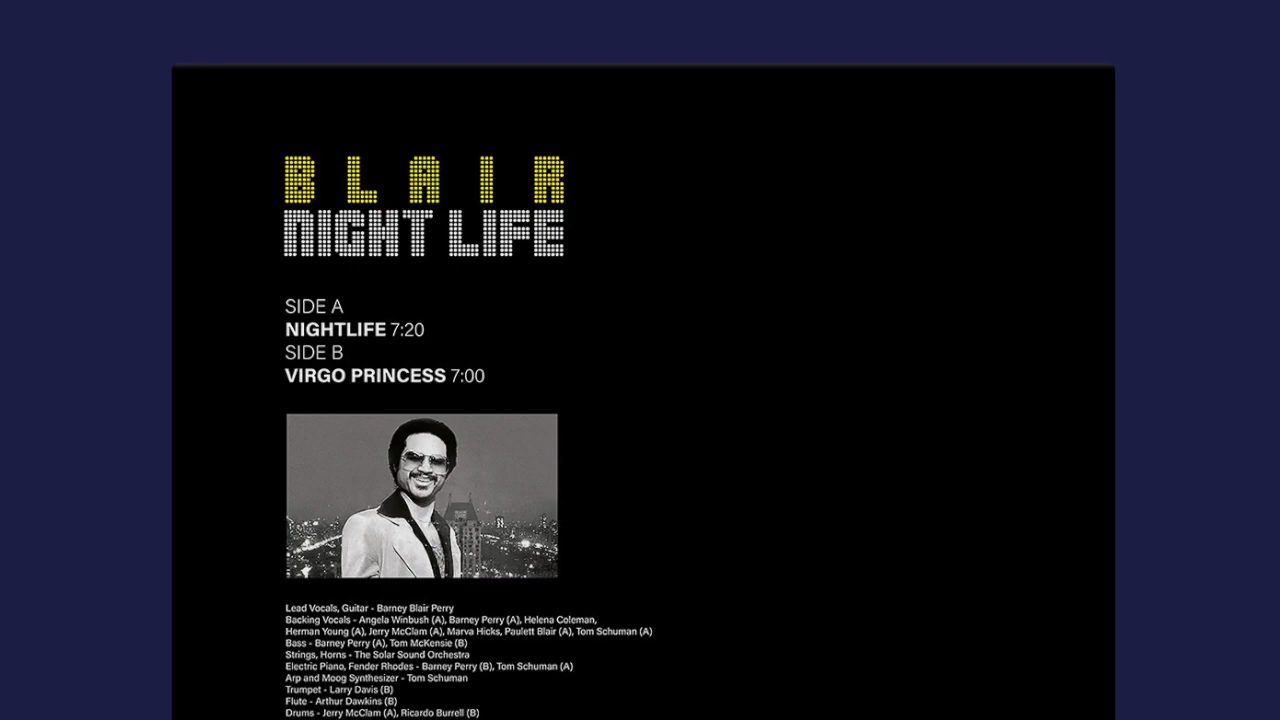 BLAIR
NIGHT LIFE
SIDE A
NIGHTLIFE 7:20
SIDE B
VIRGO PRINCESS 7:00
Lead Vocals, Guitar - Barney Blair Perry
Backing Vocals - Angela Winbush (A), Barney Perry (A), Helena Coleman,
Herman Young (A), Jerry McClam (A), Marva Hicks, Paulett Blair (A), Tom Schuman (A)
Bass - Barney Perry (A), Tom McKensie (B)
Strings, Horns - The Solar Sound Orchestra
Electric Piano, Fender Rhodes - Barney Perry (B), Tom Schuman (A)
Arp and Moog Synthesizer - Tom Schuman
Trumpet - Larry Davis (B)
Flute - Arthur Dawkins (B)
Drums - Jerry McClam (A), Ricardo Burrell (B)